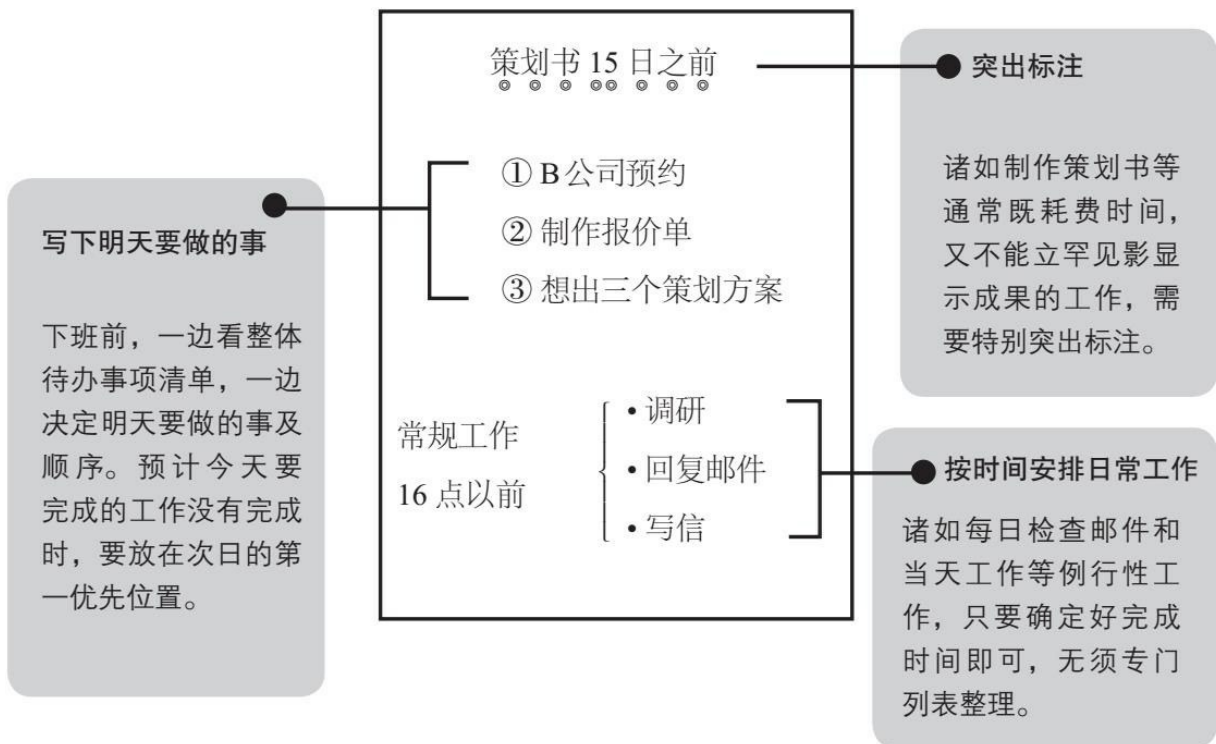 策划书 15 日之前
① B 公司预约
② 制作报价单
③ 想出三个策划方案
常规工作
16 点以前
• 调研
• 回复邮件
• 写信
写下明天要做的事
下班前，一边看整体
待办事项清单，一边
决定明天要做的事及
顺序。预计今天要
完成的工作没有完成
时，要放在次日的第
一优先位置。
突出标注
诸如制作策划书等
通常既耗费时间，
又不能立罕见影显
示成果的工作，需
要特别突出标注。
按时间安排日常工作
诸如每日检查邮件和
当天工作等例行性工
作，只要确定好完成
时间即可，无须专门
列表整理。